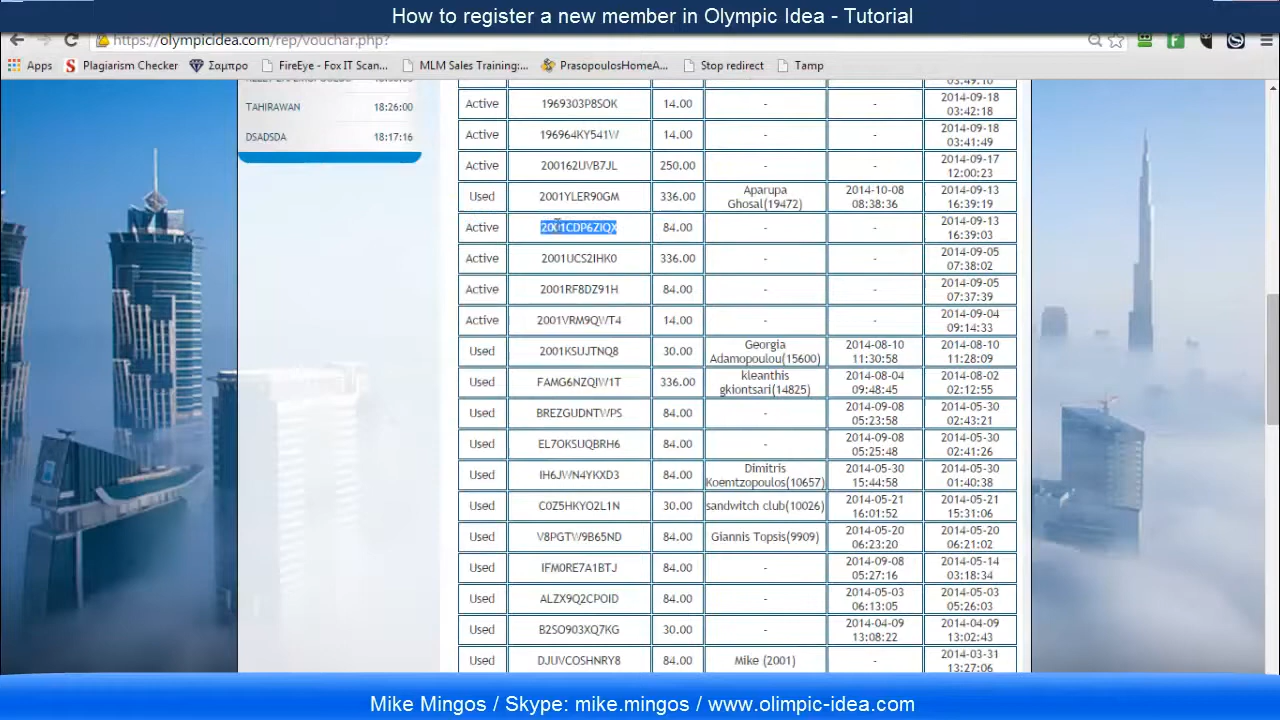 How to register a new member in Olympic Idea - Tutorial
https://olympicidea.com/rep/vouchar.php?
Apps Plagiarism Checker Σαμπρο FireEye - Fox IT Scan... MLM Sales Training:... PrasopoulosHomeA... Stop redirect Tamp
TAHIRAWAN 18:26:00
DSADSDA 18:17:16
03:49:10
Active 1969303P8SOK 14.00 - - 2014-09-18 03:42:18
Active 196964KY541W 14.00 - - 2014-09-18 03:41:49
Active 200162UVB7JL 250.00 - - 2014-09-17 12:00:23
Used 2001YLER90GM 336.00 Aparupa Ghosal(19472) 2014-10-08 08:38:36 2014-09-13 16:39:19
Active 2001CDP6ZIQX 84.00 - - 2014-09-13 16:39:03
Active 2001UCS2IHK0 336.00 - - 2014-09-05 07:38:02
Active 2001RF8DZ91H 84.00 - - 2014-09-05 07:37:39
Active 2001VRM9QWT4 14.00 - - 2014-09-04 09:14:33
Used 2001KSUJTNQ8 30.00 Georgia Adamopoulou(15600) 2014-08-10 11:30:58 2014-08-10 11:28:09
Used FAMG6NZQIW1T 336.00 kleanthis gkiontsari(14825) 2014-08-04 09:48:45 2014-08-02 02:12:55
Used BREZGUDNTWPS 84.00 - 2014-09-08 05:23:58 2014-05-30 02:43:21
Used EL7OKSUQBRH6 84.00 - 2014-09-08 05:25:48 2014-05-30 02:41:26
Used IH6JWN4YKXD3 84.00 Dimitris Koemtzopoulos(10657) 2014-05-30 15:44:58 2014-05-30 01:40:38
Used C0Z5HKYO2L1N 30.00 sandwitch club(10026) 2014-05-21 16:01:52 2014-05-21 15:31:06
Used V8PGTW9B65ND 84.00 Giannis Topsis(9909) 2014-05-20 06:23:20 2014-05-20 06:21:02
Used IFM0RE7A1BTJ 84.00 - 2014-09-08 05:27:16 2014-05-14 03:18:34
Used ALZX9Q2CPOID 84.00 - 2014-05-03 06:13:05 2014-05-03 05:26:03
Used B2SO903XQ7KG 30.00 - 2014-04-09 13:08:22 2014-04-09 13:02:43
Used DJUVCOSHNRY8 84.00 Mike (2001) - 2014-03-31 13:27:06
Mike Mingos / Skype: mike.mingos / www.olimpic-idea.com